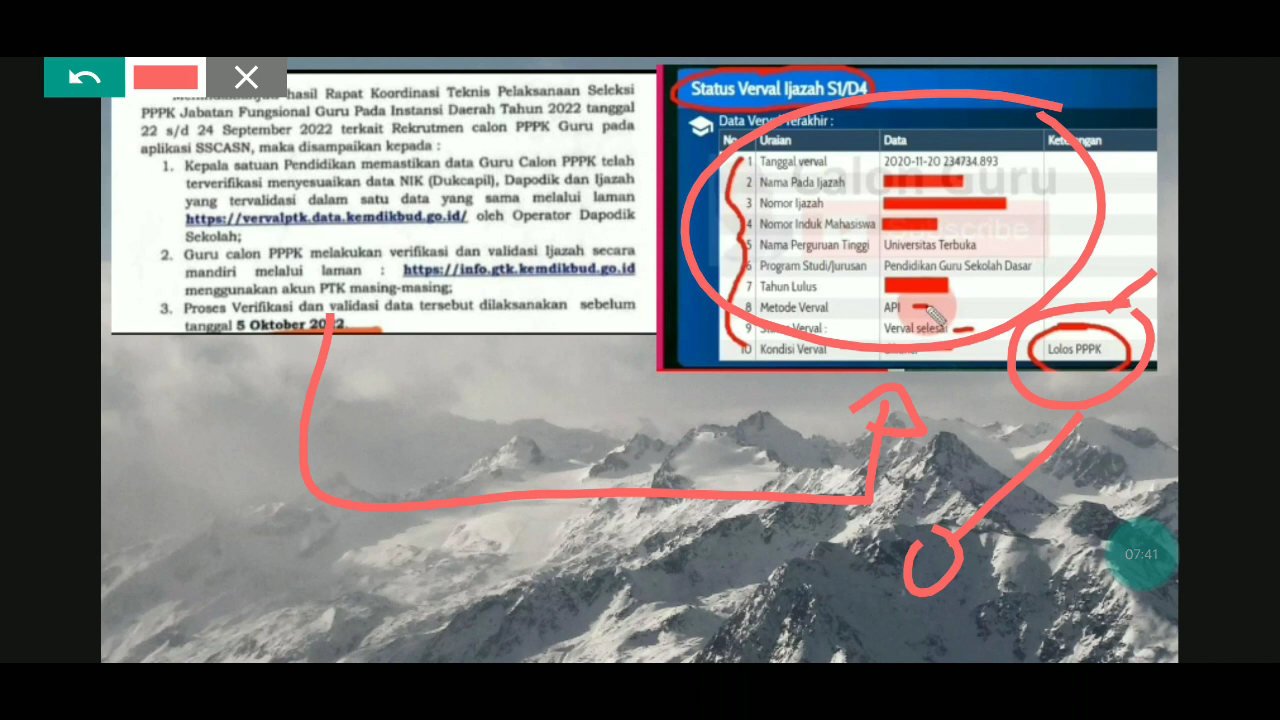 hasil Rapat Koordinasi Teknis Pelaksanaan Seleksi
PPPK Jabatan Fungsional Guru Pada Instansi Daerah Tahun 2022 tanggal
22 s/d 24 September 2022 terkait Rekrutmen calon PPPK Guru pada
aplikasi SSCASN, maka disampaikan kepada :
1. Kepala satuan Pendidikan memastikan data Guru Calon PPPK telah
terverifikasi menyesuaikan data NIK (Dukcapil), Dapodik dan Ijazah
yang tervalidasi dalam satu data yang sama melalui laman
https://vervalptk.data.kemdikbud.go.id/ oleh Operator Dapodik
Sekolah;
2. Guru calon PPPK melakukan verifikasi dan validasi Ijazah secara
mandiri melalui laman : https://info.gtk.kemdikbud.go.id
menggunakan akun PTK masing-masing;
3. Proses Verifikasi dan validasi data tersebut dilaksanakan sebelum
tanggal 5 Oktober 2022.
Status Verval Ijazah S1/D4
Data Verval Terakhir :
No Uraian Data Keterangan
1 Tanggal verval 2020-11-20 234734.893
2 Nama Pada Ijazah
3 Nomor Ijazah
4 Nomor Induk Mahasiswa
5 Nama Perguruan Tinggi Universitas Terbuka
6 Program Studi/Jurusan Pendidikan Guru Sekolah Dasar
7 Tahun Lulus
8 Metode Verval API
9 Status Verval : Verval selesai
10 Kondisi Verval Lolos PPPK
Calon Guru
07:41